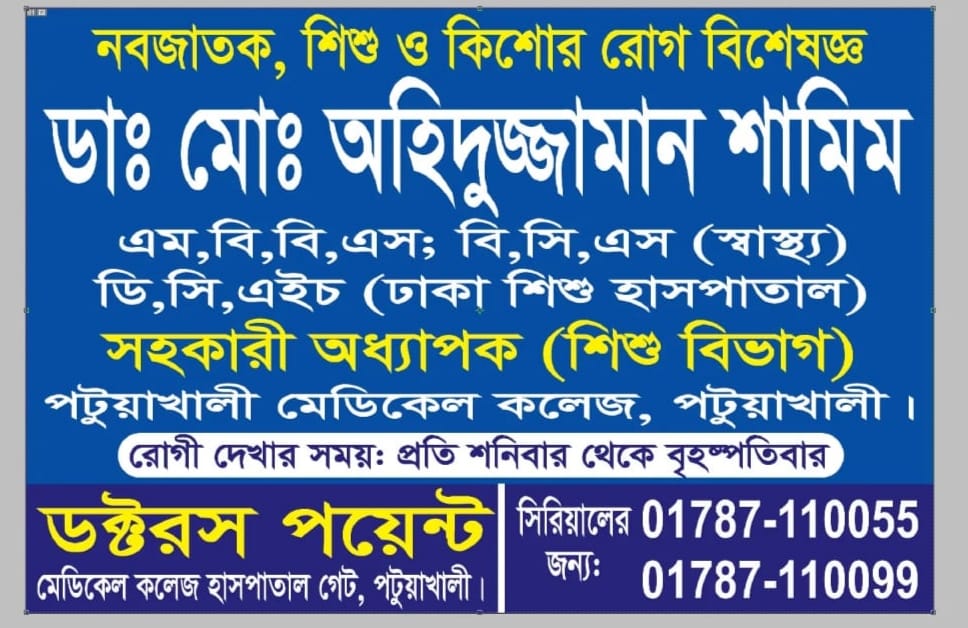 নবজাতক, শিশু ও কিশোর রোগ বিশেষজ্ঞ
ডাঃ মোঃ অহিদুজ্জামান শামিম
এম,বি,বি,এস; বি,সি,এস (স্বাস্থ্য)
ডি,সি,এইচ (ঢাকা শিশু হাসপাতাল)
সহকারী অধ্যাপক (শিশু বিভাগ)
পটুয়াখালী মেডিকেল কলেজ, পটুয়াখালী।
রোগী দেখার সময়: প্রতি শনিবার থেকে বৃহষ্পতিবার
ডক্টরস পয়েন্ট
মেডিকেল কলেজ হাসপাতাল গেট, পটুয়াখালী।
সিরিয়ালের জন্য:
01787-110055
01787-110099